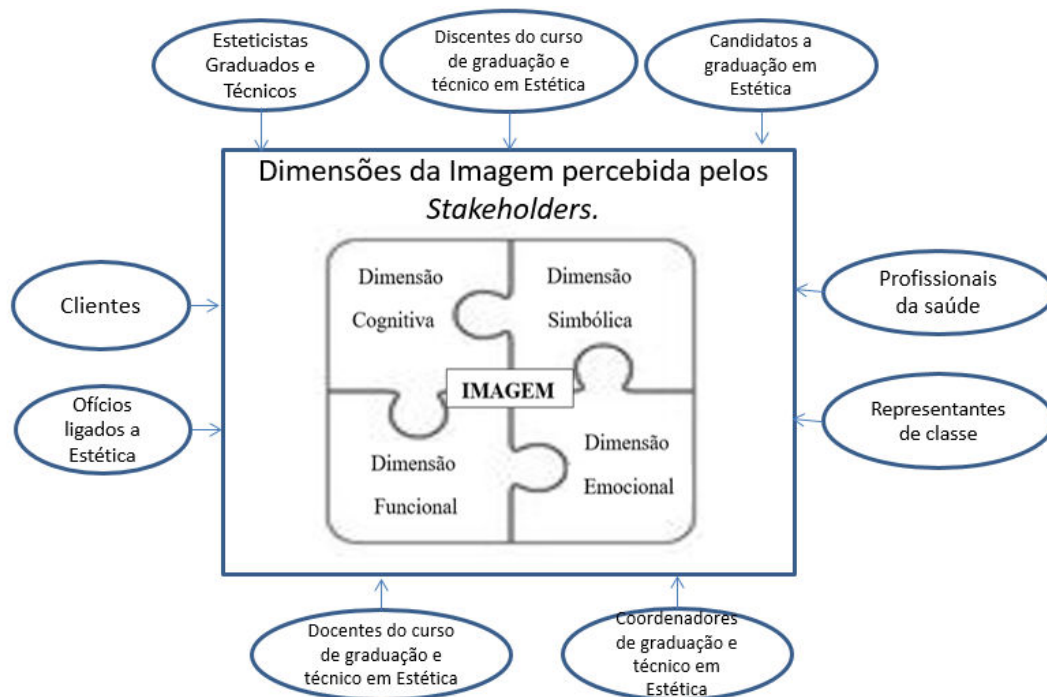 Esteticistas
Graduados e
Técnicos
Discentes do curso
de graduação e
técnico em Estética
Candidatos a
graduação em
Estética
Dimensões da Imagem percebida pelos
Stakeholders.
Clientes
Ofícios
ligados a
Estética
Dimensão
Cognitiva
Dimensão
Simbólica
IMAGEM
Dimensão
Funcional
Dimensão
Emocional
Profissionais
da saúde
Representantes
de classe
Docentes do curso
de graduação e
técnico em Estética
Coordenadores
de graduação e
técnico em
Estética